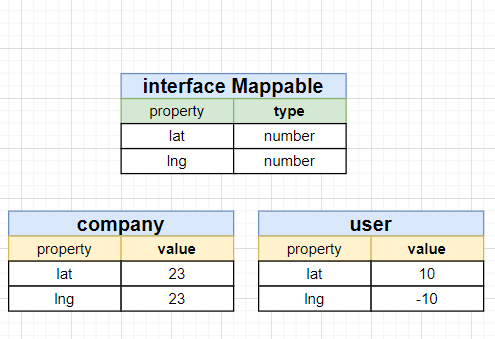 interface Mappable
property type
lat number
lng number
company
property value
lat 23
lng 23
user
property value
lat 10
lng -10